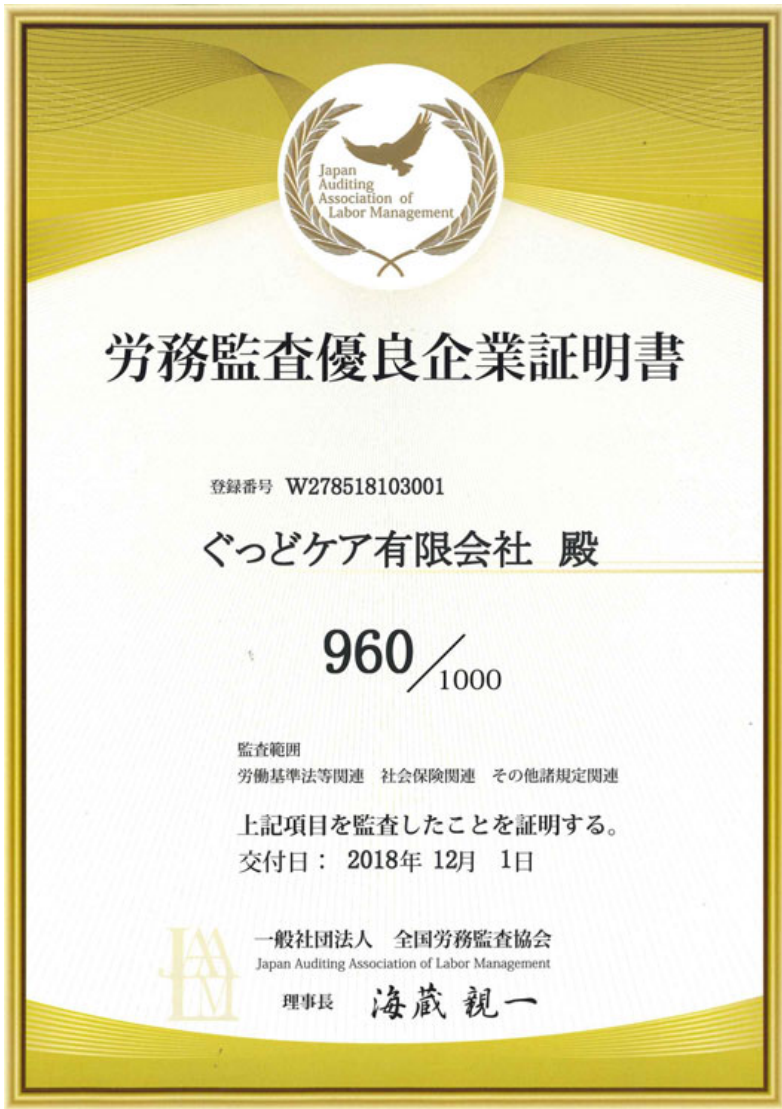 Japan
Auditing
Association of
Labor Management
労務監査優良企業証明書
登録番号 W278518103001
ぐっどケア有限会社 殿
960/1000
監査範囲
労働基準法等関連 社会保険関連 その他諸規定関連
上記項目を監査したことを証明する。
交付日： 2018年 12月 1日
JAALM
一般社団法人 全国労務監査協会
Japan Auditing Association of Labor Management
理事長 海蔵 親一